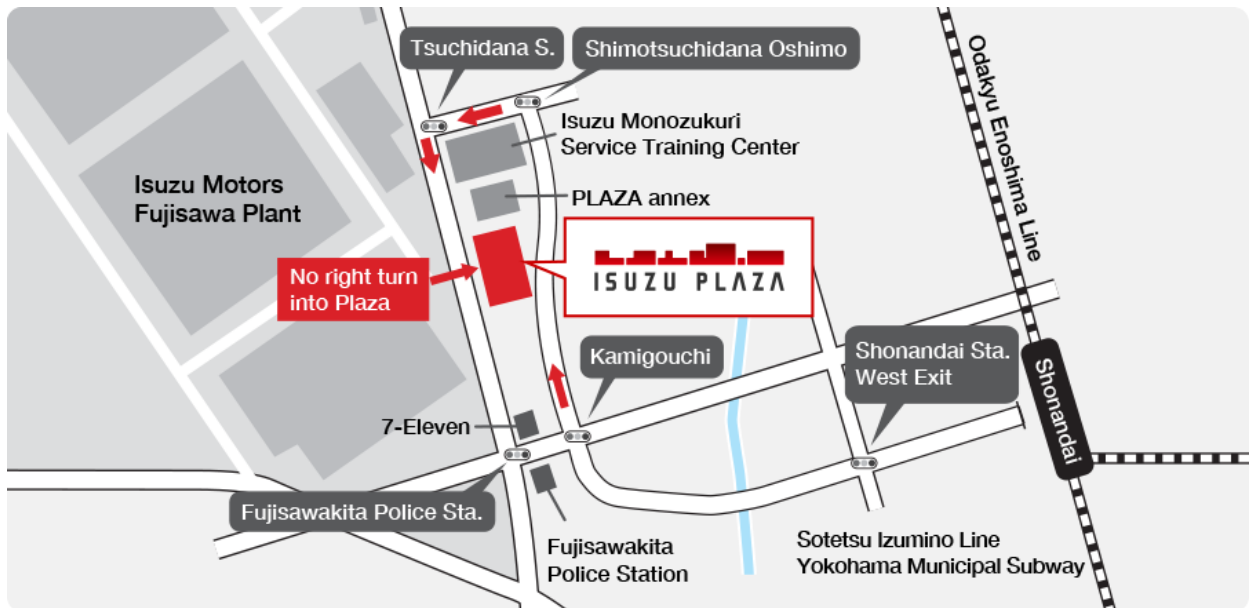 Tsuchidana S.
Shimotsuchidana Oshimo
Odakyu Enoshima Line
Isuzu Monozukuri
Service Training Center
Isuzu Motors
Fujisawa Plant
PLAZA annex
No right turn
into Plaza
ISUZU PLAZA
Kamigouchi
Shonandai Sta.
West Exit
Shonandai
7-Eleven
Fujisawakita Police Sta.
Fujisawakita
Police Station
Sotetsu Izumino Line
Yokohama Municipal Subway